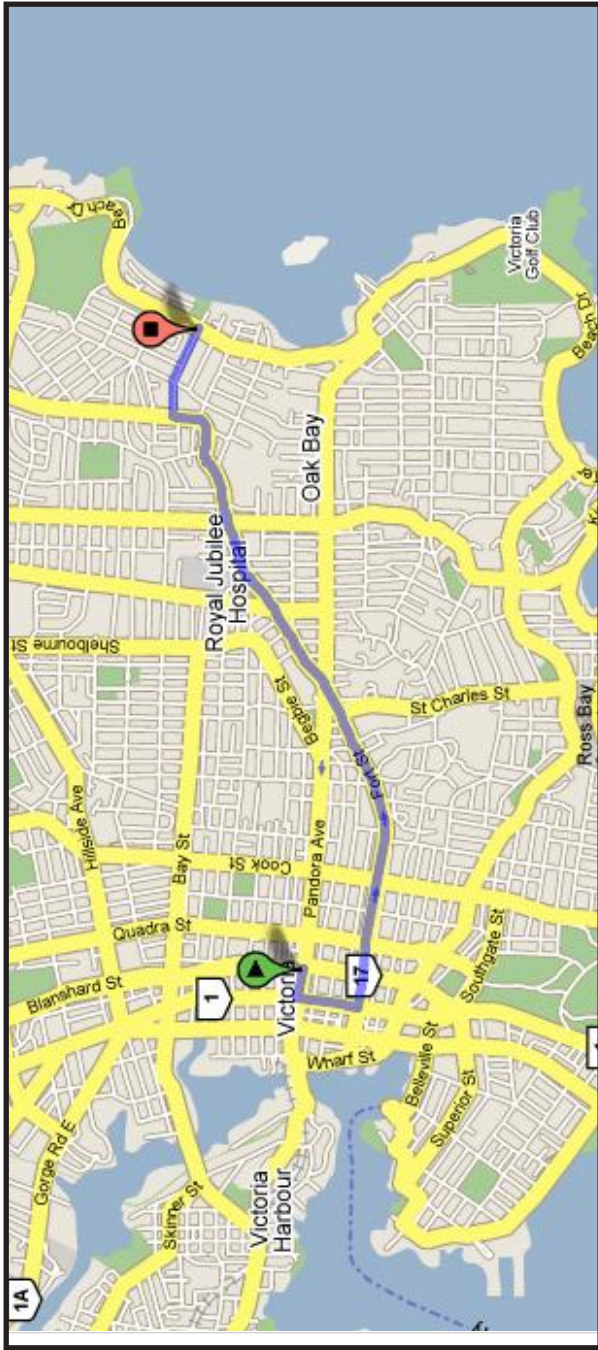 1A
Gorge Rd E
Skinner St
Victoria
Harbour
Blanshard St
Hillside Ave
Quadra St
Bay St
Cook St
1
Victoria
Wharf St
Pandora Ave
17
Belleville St
Superior St
Southgate St
1
Fort St
Begbie St
Shelbourne St
Royal Jubilee
Hospital
St Charles St
Ross Bay
Oak Bay
Beach Dr
Victoria
Golf Club
Beach Dr